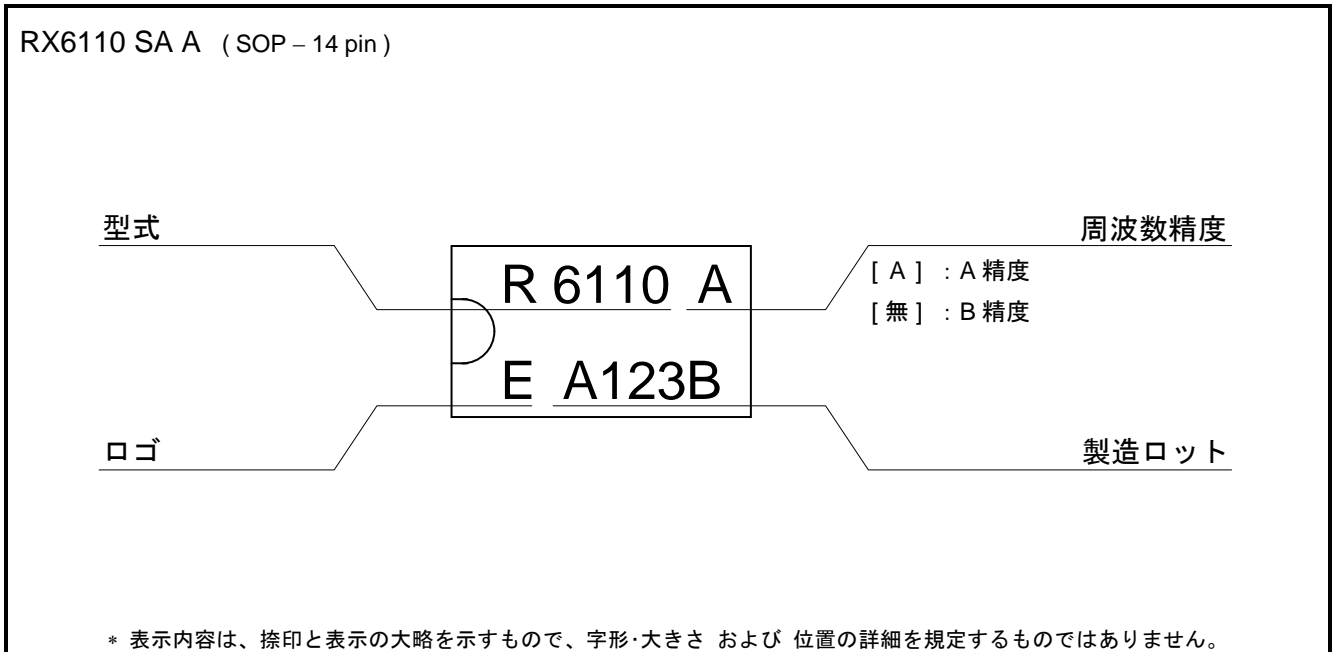 RX6110 SA A ( SOP – 14 pin )
型式
周波数精度
R 6110 A
[ A ] : A 精度
[ 無 ] : B 精度
E A123B
ロゴ
製造ロット
* 表示内容は、捺印と表示の大略を示すもので、字形･大きさ および 位置の詳細を規定するものではありません。